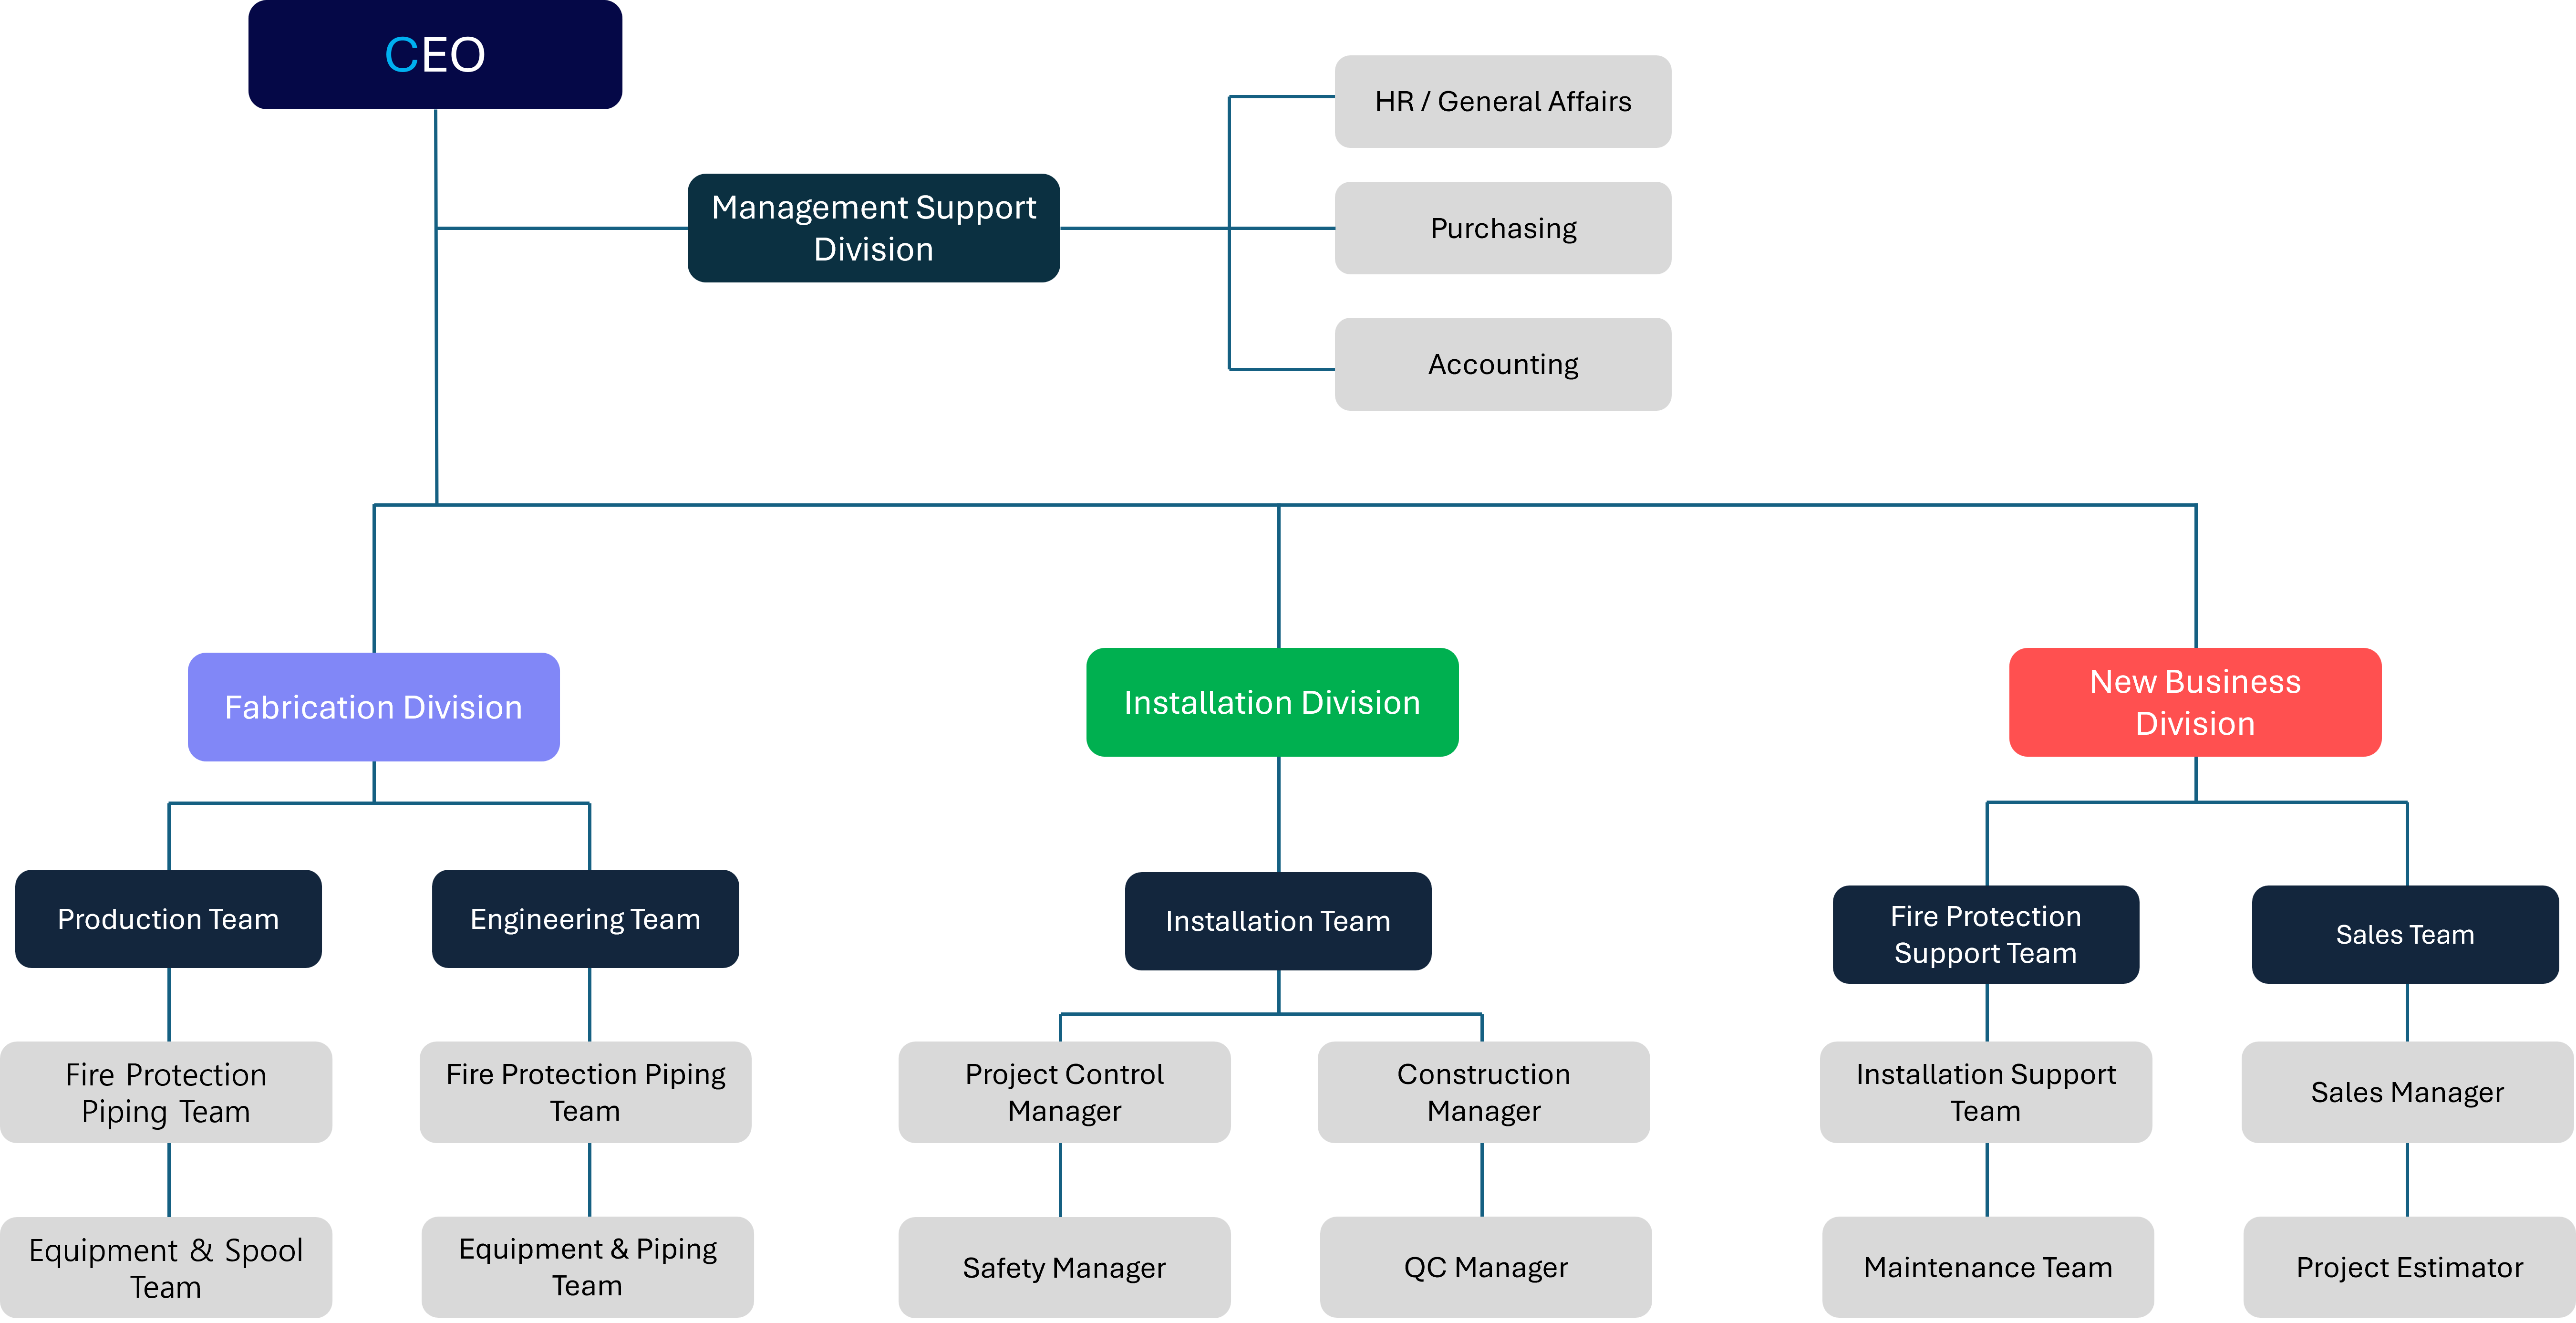 CEO
HR / General Affairs
Management Support
Division
Purchasing
Accounting
Fabrication Division
Installation Division
New Business
Division
Production Team
Engineering Team
Installation Team
Fire Protection
Support Team
Sales Team
Fire Protection
Piping Team
Fire Protection Piping
Team
Project Control
Manager
Construction
Manager
Installation Support
Team
Sales Manager
Equipment & Spool
Team
Equipment & Piping
Team
Safety Manager
QC Manager
Maintenance Team
Project Estimator